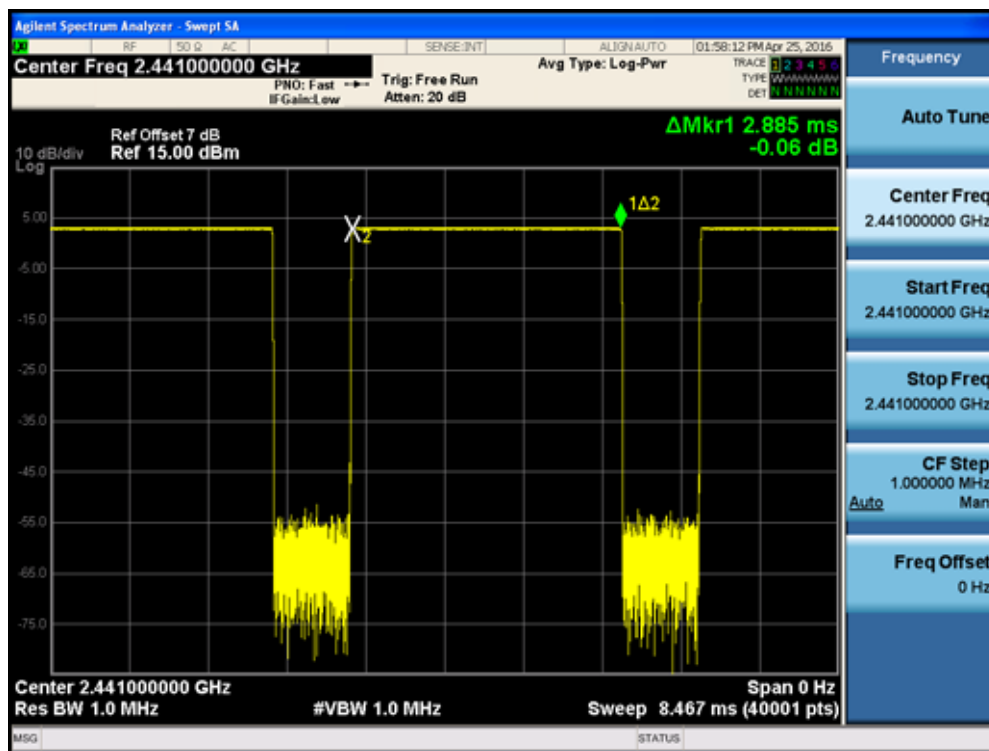 Agilent Spectrum Analyzer - Swept SA
RF 50 Ω AC SENSE:INT ALIGN AUTO 01:58:12 PM Apr 25, 2016
Center Freq 2.441000000 GHz
PNO: Fast
IFGain:Low
Trig: Free Run
Atten: 20 dB
Avg Type: Log-Pwr
TRACE 1 2 3 4 5 6
TYPE
DET N N N N N N
ΔMkr1 2.885 ms
-0.06 dB
Ref Offset 7 dB
10 dB/div Ref 15.00 dBm
Log
5.00
-5.00
-15.0
-25.0
-35.0
-45.0
-55.0
-65.0
-75.0
X2
1Δ2
Center 2.441000000 GHz Span 0 Hz
Res BW 1.0 MHz #VBW 1.0 MHz Sweep 8.467 ms (40001 pts)
MSG STATUS
Frequency
Auto Tune
Center Freq
2.441000000 GHz
Start Freq
2.441000000 GHz
Stop Freq
2.441000000 GHz
CF Step
1.000000 MHz
Auto Man
Freq Offset
0 Hz